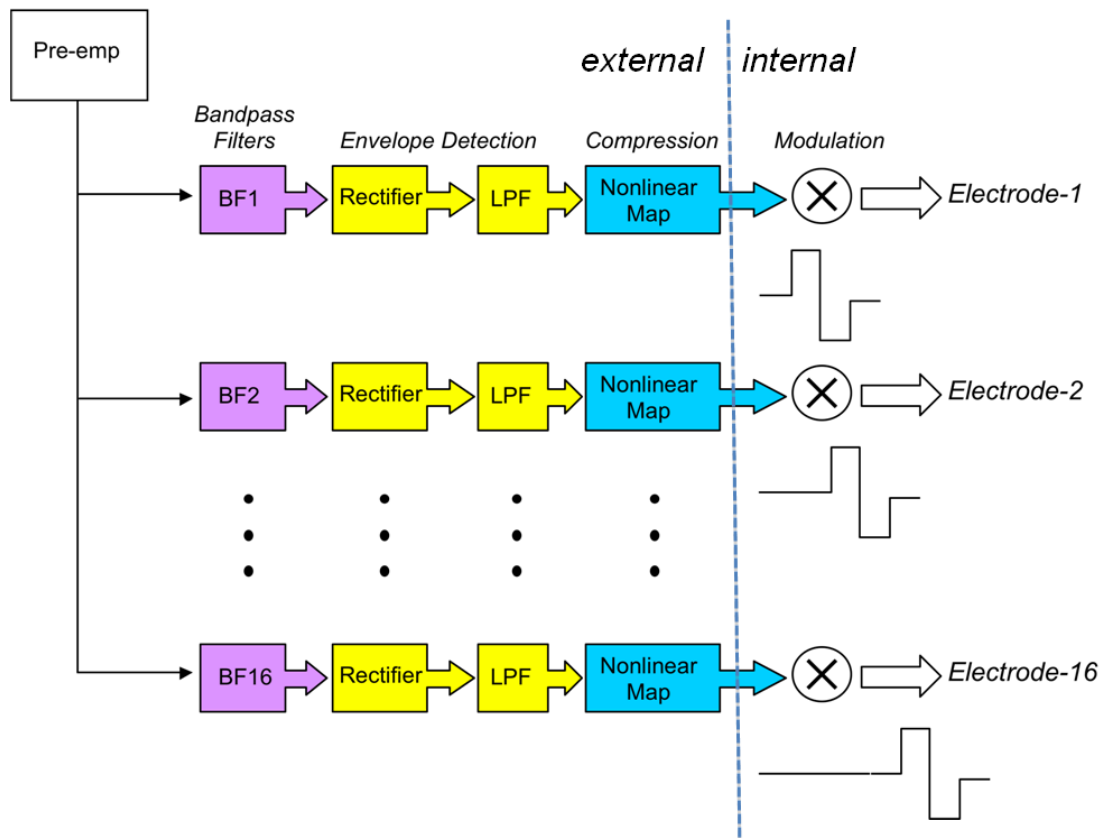 Pre-emp
external internal
Bandpass
Filters
Envelope Detection
Compression
Modulation
BF1
Rectifier
LPF
Nonlinear
Map
Electrode-1
BF2
Rectifier
LPF
Nonlinear
Map
Electrode-2
BF16
Rectifier
LPF
Nonlinear
Map
Electrode-16